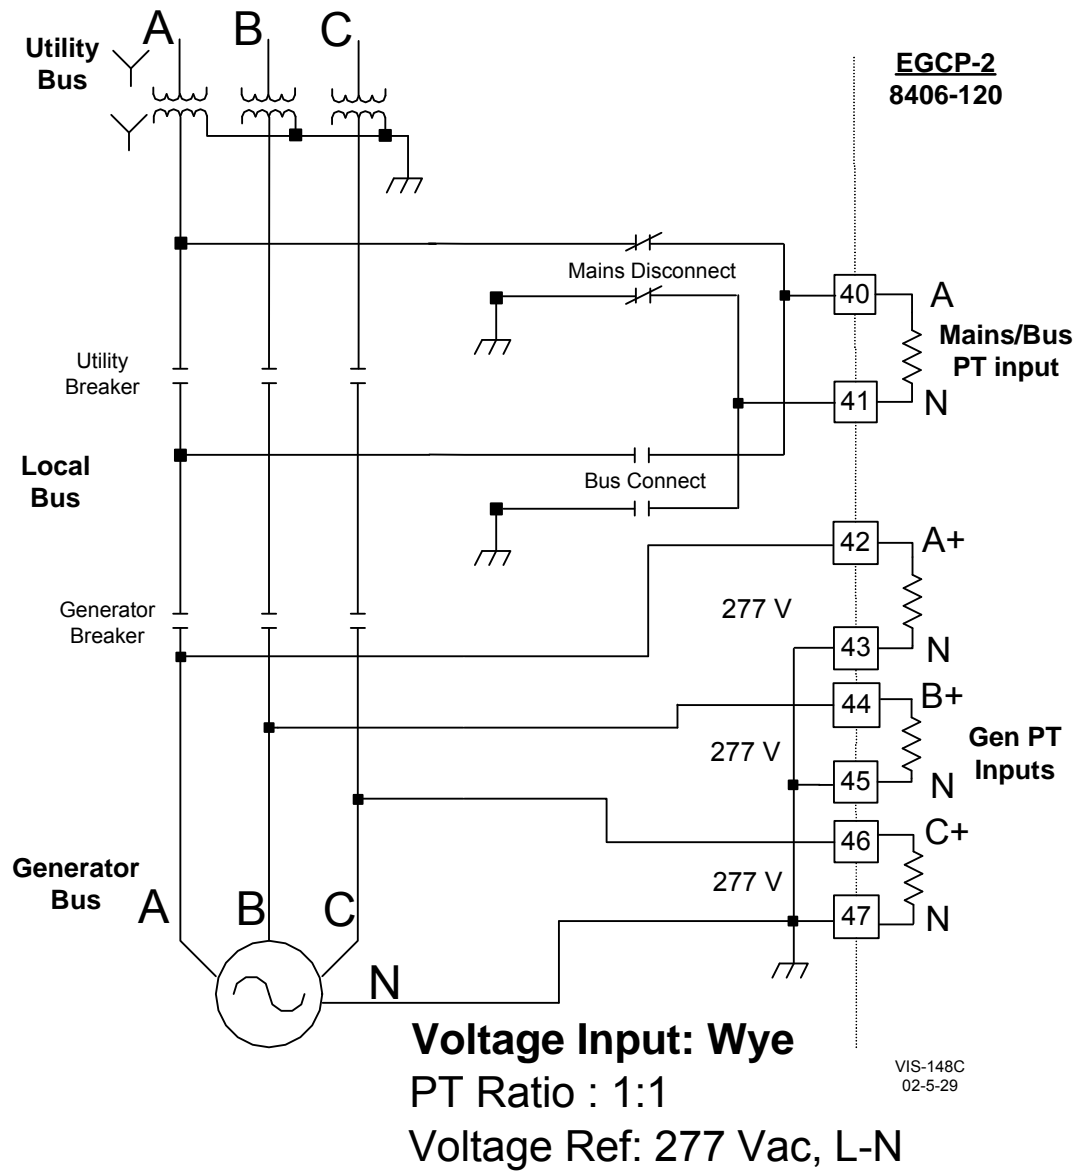 A B C
Utility
Bus
EGCP-2
8406-120
Mains Disconnect
40 A
Mains/Bus
PT input
41 N
Utility
Breaker
Local
Bus
Bus Connect
42 A+
277 V
43 N
Generator
Breaker
44 B+
277 V
Gen PT
Inputs
45 N
46 C+
277 V
47 N
Generator
Bus
A B C
N
Voltage Input: Wye
PT Ratio : 1:1
Voltage Ref: 277 Vac, L-N
VIS-148C
02-5-29